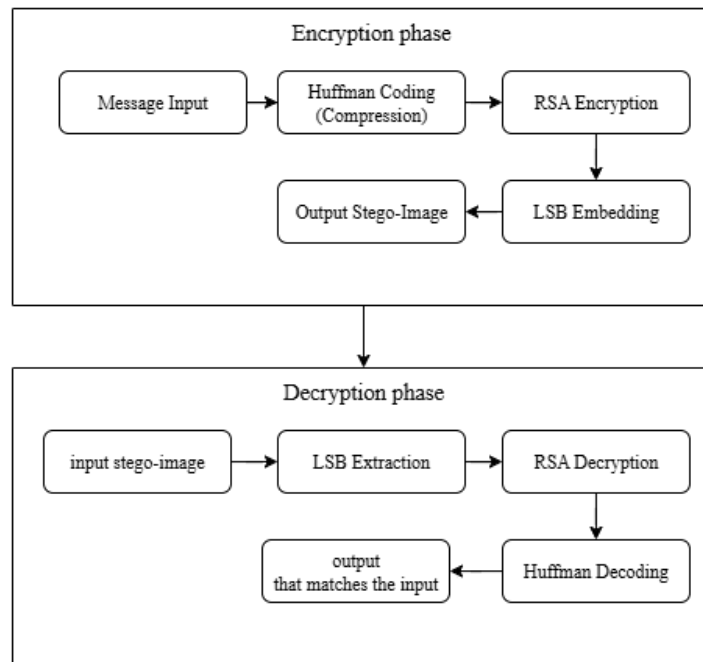 Encryption phase
Message Input
Huffman Coding
(Compression)
RSA Encryption
Output Stego-Image
LSB Embedding
Decryption phase
input stego-image
LSB Extraction
RSA Decryption
output
that matches the input
Huffman Decoding